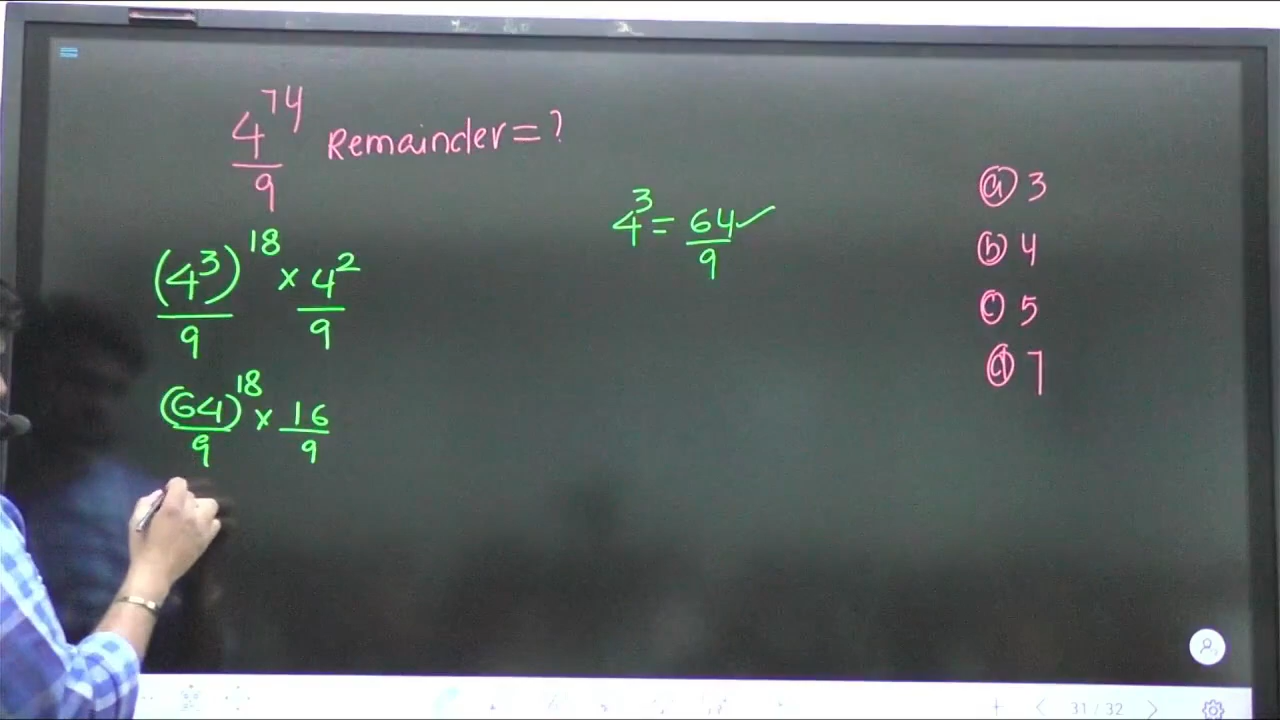 4^74 / 9 Remainder = ?
(4^3)^18 / 9 × 4^2 / 9
(64)^18 / 9 × 16 / 9
4^3 = 64 / 9 ✓
ⓐ 3
ⓑ 4
ⓒ 5
ⓓ 7
31 / 32